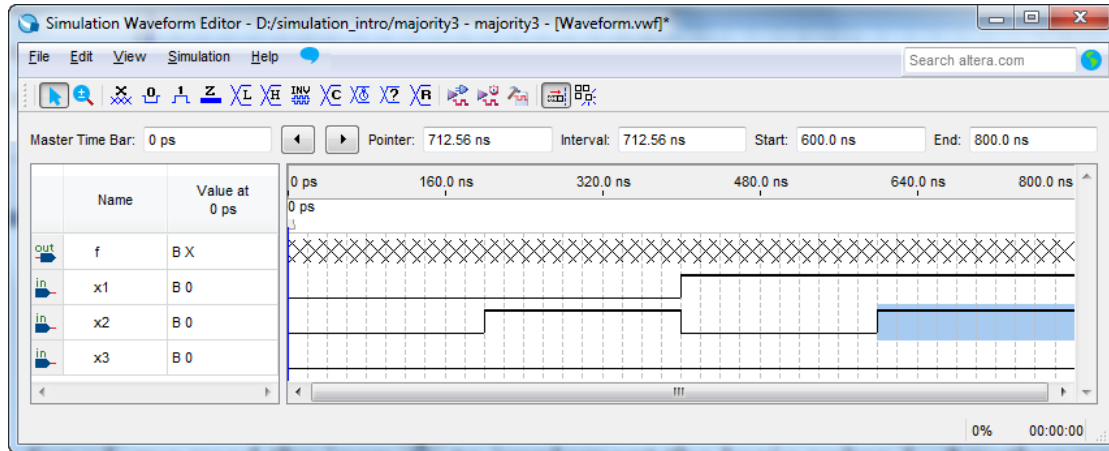 Simulation Waveform Editor - D:/simulation_intro/majority3 - majority3 - [Waveform.vwf]*
File Edit View Simulation Help Search altera.com
Master Time Bar: 0 ps Pointer: 712.56 ns Interval: 712.56 ns Start: 600.0 ns End: 800.0 ns
Name Value at 0 ps
0 ps 160.0 ns 320.0 ns 480.0 ns 640.0 ns 800.0 ns
0 ps
out f B X
in x1 B 0
in x2 B 0
in x3 B 0
0% 00:00:00